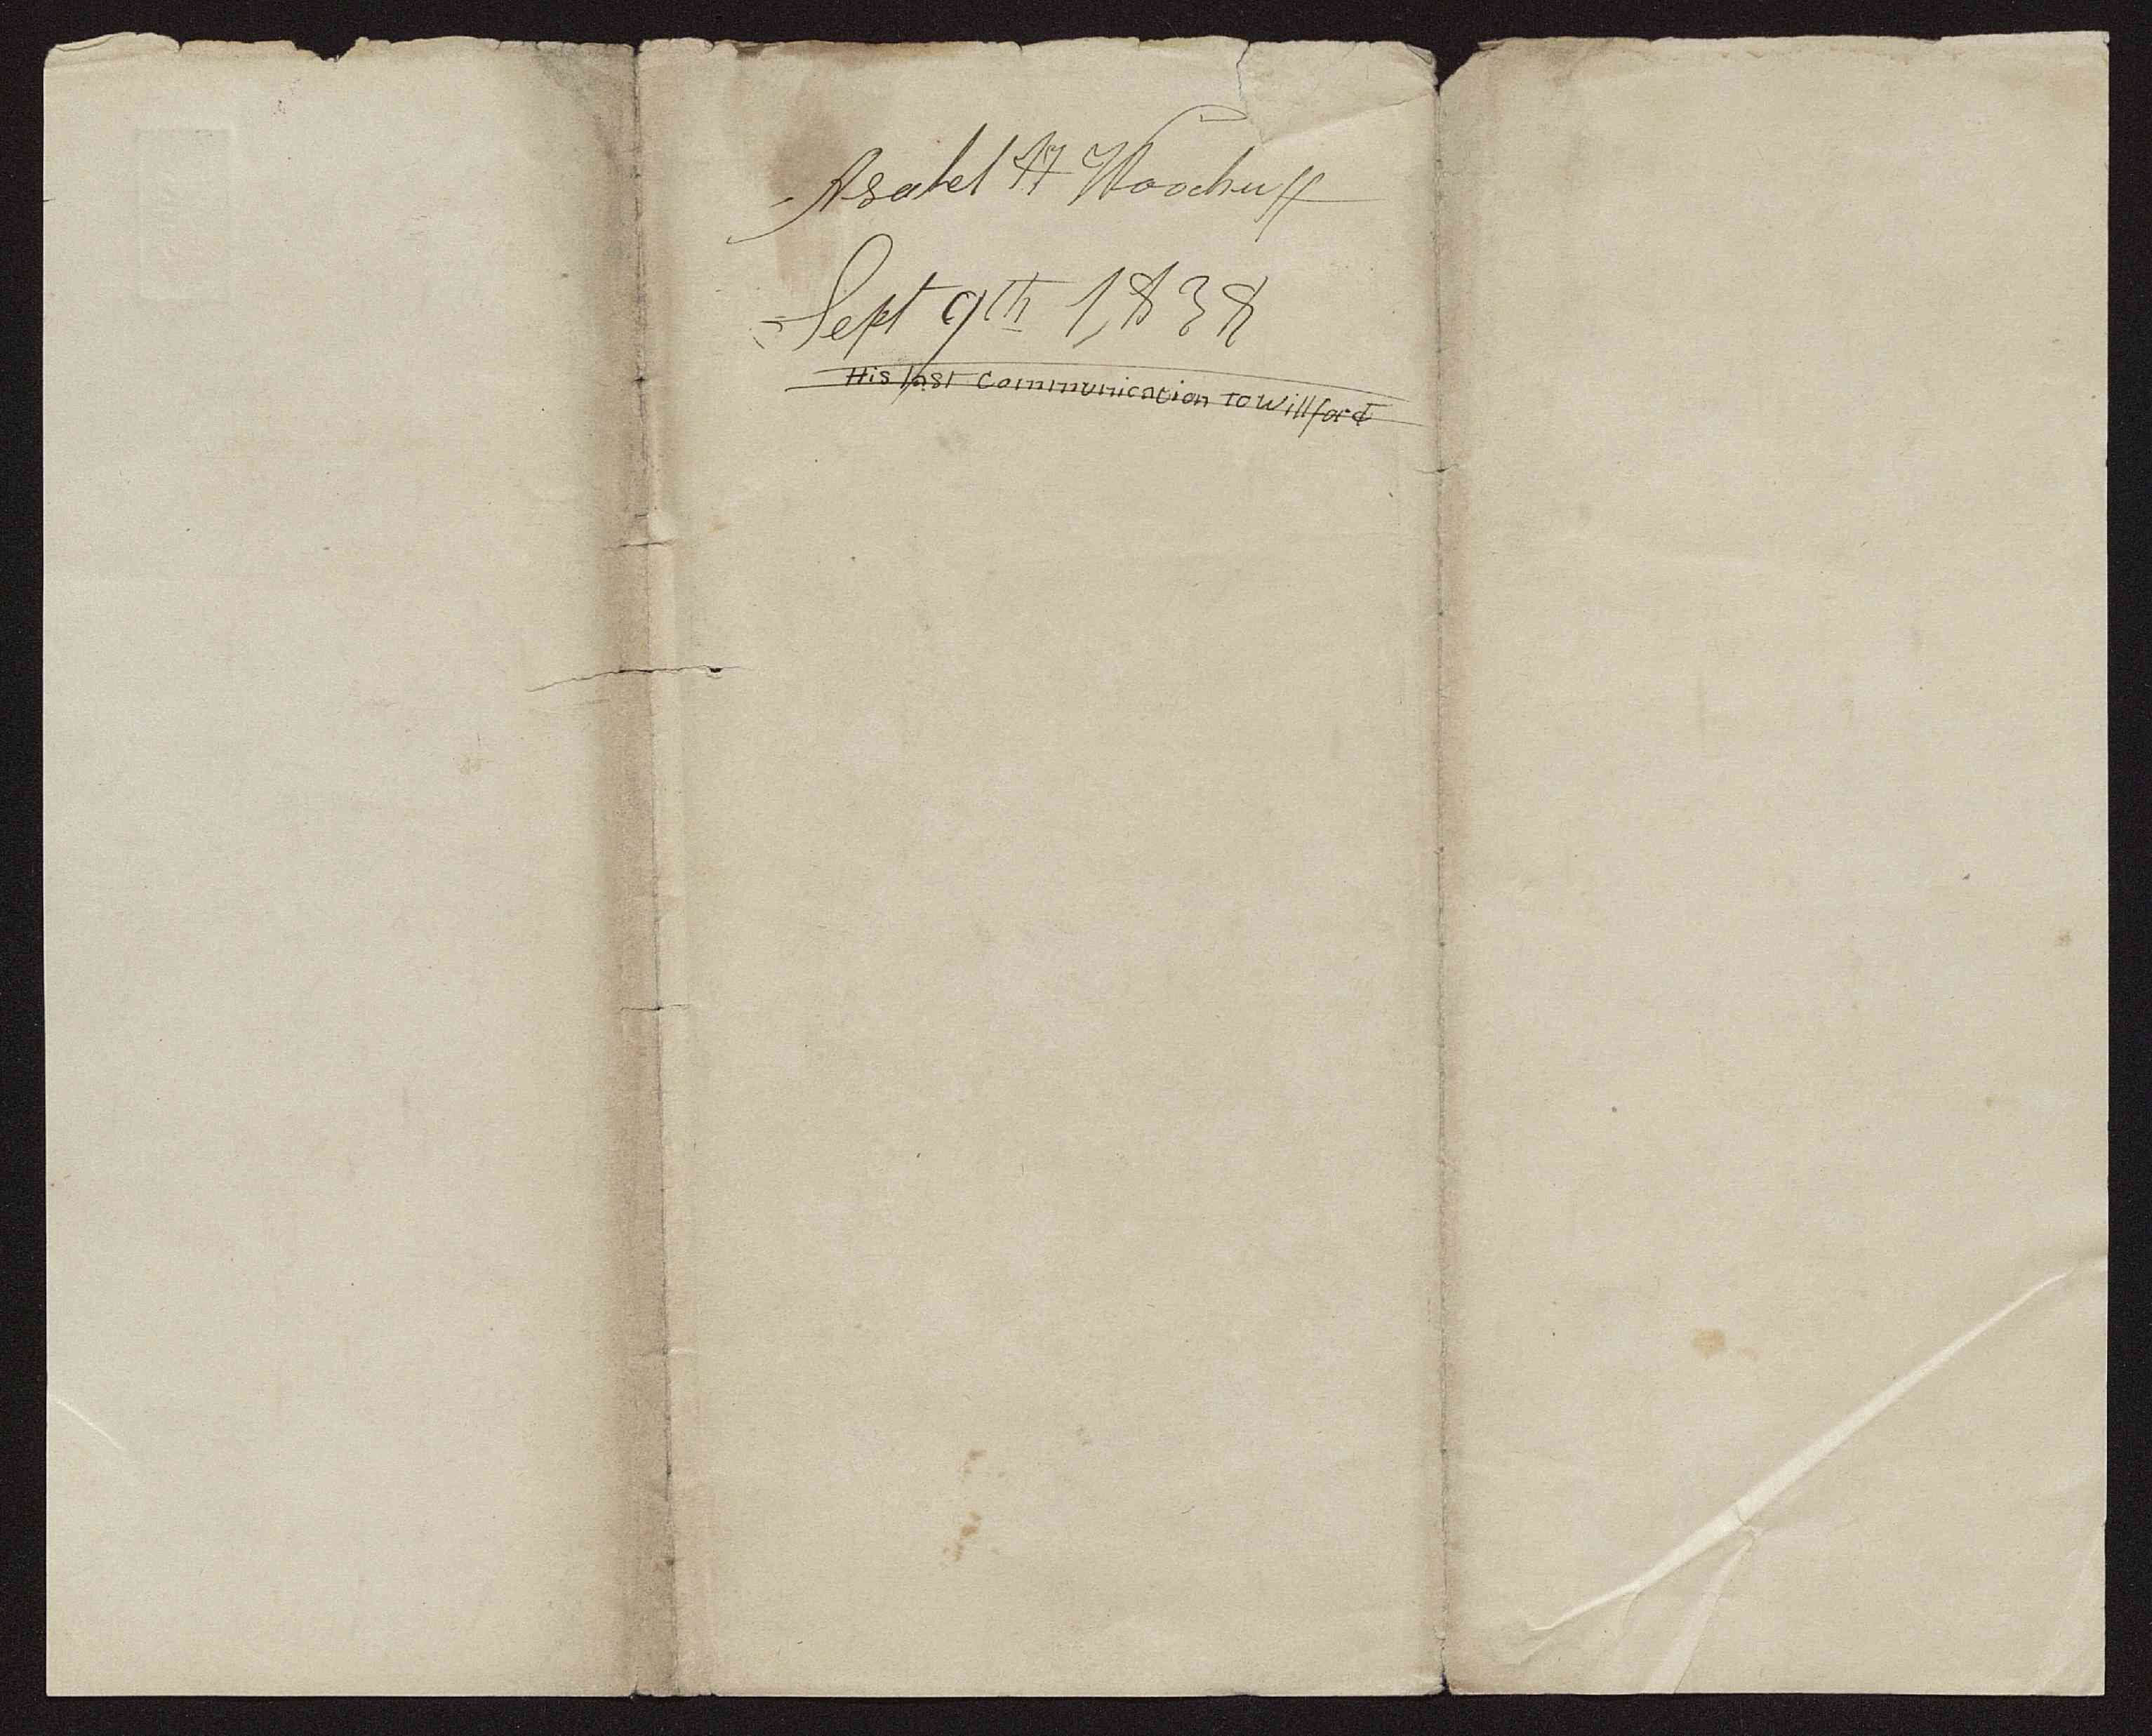 Asahel H Woodruff
Sept 9th 1838
His last Communication to Willford